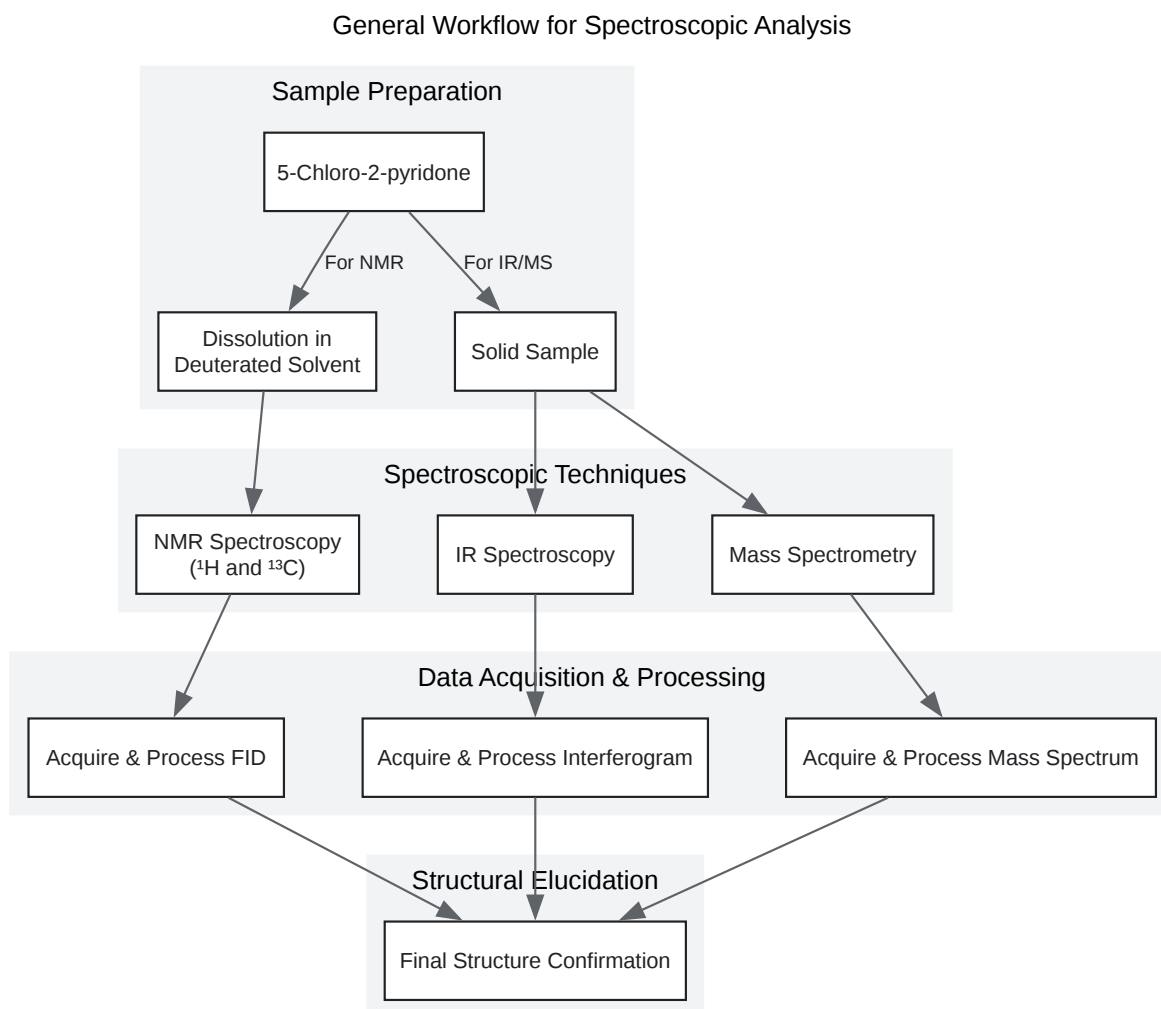 General Workflow for Spectroscopic Analysis
Sample Preparation
5-Chloro-2-pyridone
For NMR
For IR/MS
Dissolution in
Deuterated Solvent
Solid Sample
Spectroscopic Techniques
NMR Spectroscopy
(¹H and ¹³C)
IR Spectroscopy
Mass Spectrometry
Data Acquisition & Processing
Acquire & Process FID
Acquire & Process Interferogram
Acquire & Process Mass Spectrum
Structural Elucidation
Final Structure Confirmation